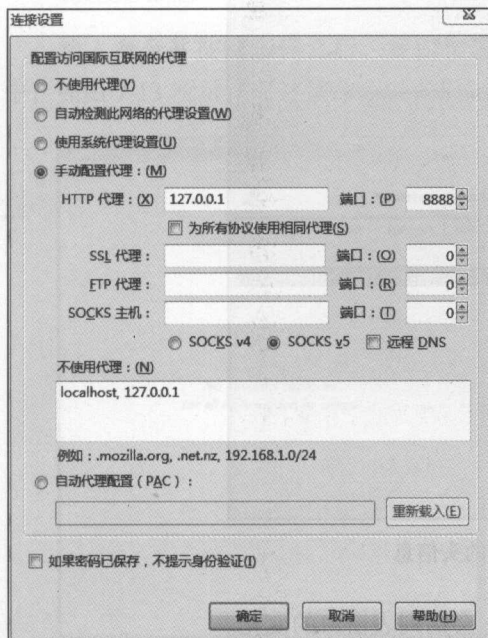 连接设置
配置访问国际互联网的代理
不使用代理(Y)
自动检测此网络的代理设置(W)
使用系统代理设置(U)
手动配置代理：(M)
HTTP 代理：(X) 127.0.0.1 端口：(P) 8888
为所有协议使用相同代理(S)
SSL 代理： 端口：(O) 0
FTP 代理： 端口：(R) 0
SOCKS 主机： 端口：(T) 0
SOCKS v4 SOCKS v5 远程 DNS
不使用代理：(N)
localhost, 127.0.0.1
例如：.mozilla.org, .net.nz, 192.168.1.0/24
自动代理配置（PAC）：
重新载入(E)
如果密码已保存，不提示身份验证(I)
确定 取消 帮助(H)